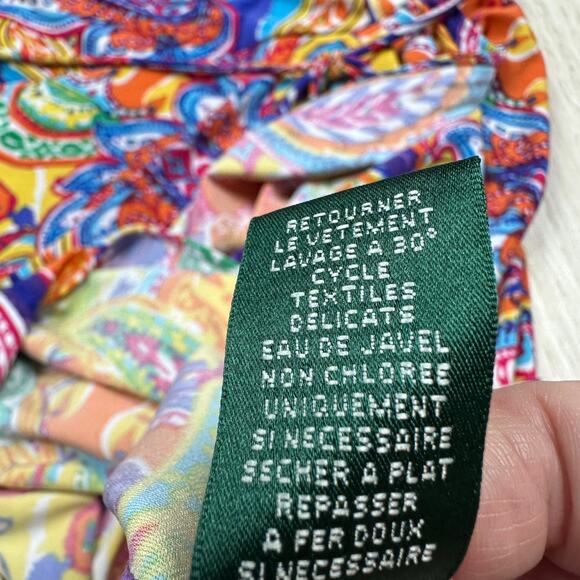 RETOURNER
LE VETEMENT
LAVAGE A 30°
CYCLE
TEXTILES
DELICATS
EAU DE JAVEL
NON CHLOREE
UNIQUEMENT
SI NECESSAIRE
SECHER A PLAT
REPASSER
A FER DOUX
SI NECESSAIRE